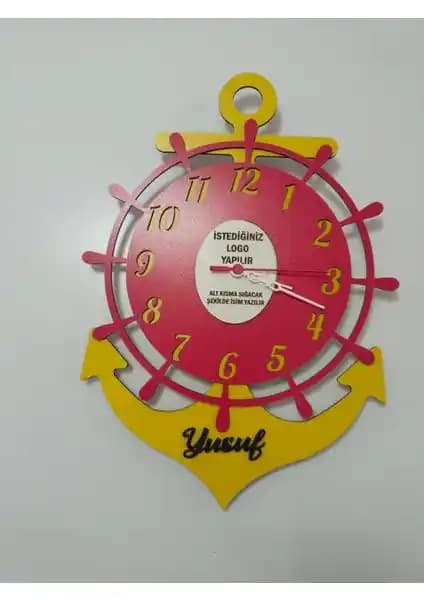 12
11
1
10
2
İSTEDİĞİNİZ
LOGO
YAPILIR
9
3
ALT KISMA SIĞACAK
ŞEKİLDE İSİM YAZILIR
8
4
7
5
6
Yusuf